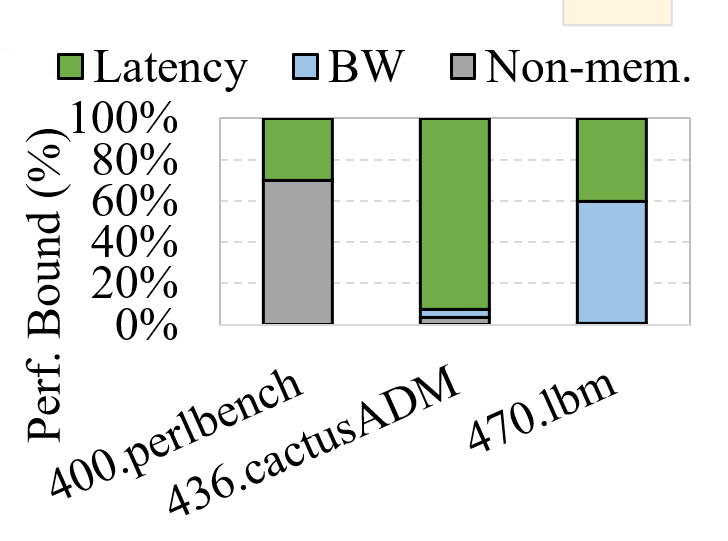 Latency BW Non-mem.
Perf. Bound (%)
100%
80%
60%
40%
20%
0%
400.perlbench
436.cactusADM
470.lbm